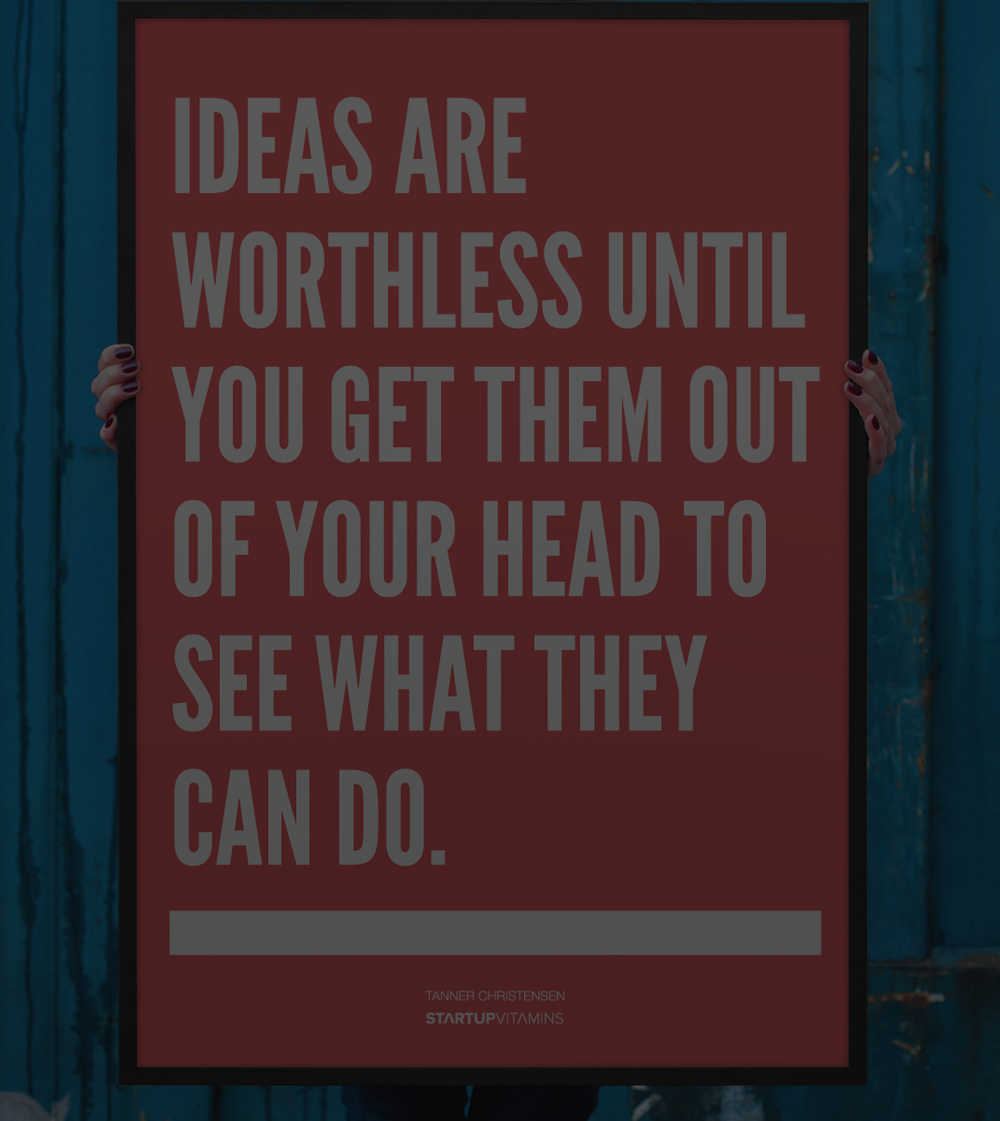 IDEAS ARE
WORTHLESS UNTIL
YOU GET THEM OUT
OF YOUR HEAD TO
SEE WHAT THEY
CAN DO.
TANNER CHRISTENSEN
STARTUPVITAMINS